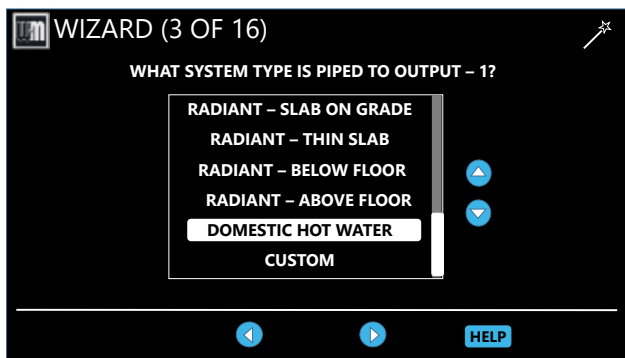 WIZARD (3 OF 16)
WHAT SYSTEM TYPE IS PIPED TO OUTPUT – 1?
RADIANT – SLAB ON GRADE
RADIANT – THIN SLAB
RADIANT – BELOW FLOOR
RADIANT – ABOVE FLOOR
DOMESTIC HOT WATER
CUSTOM
HELP